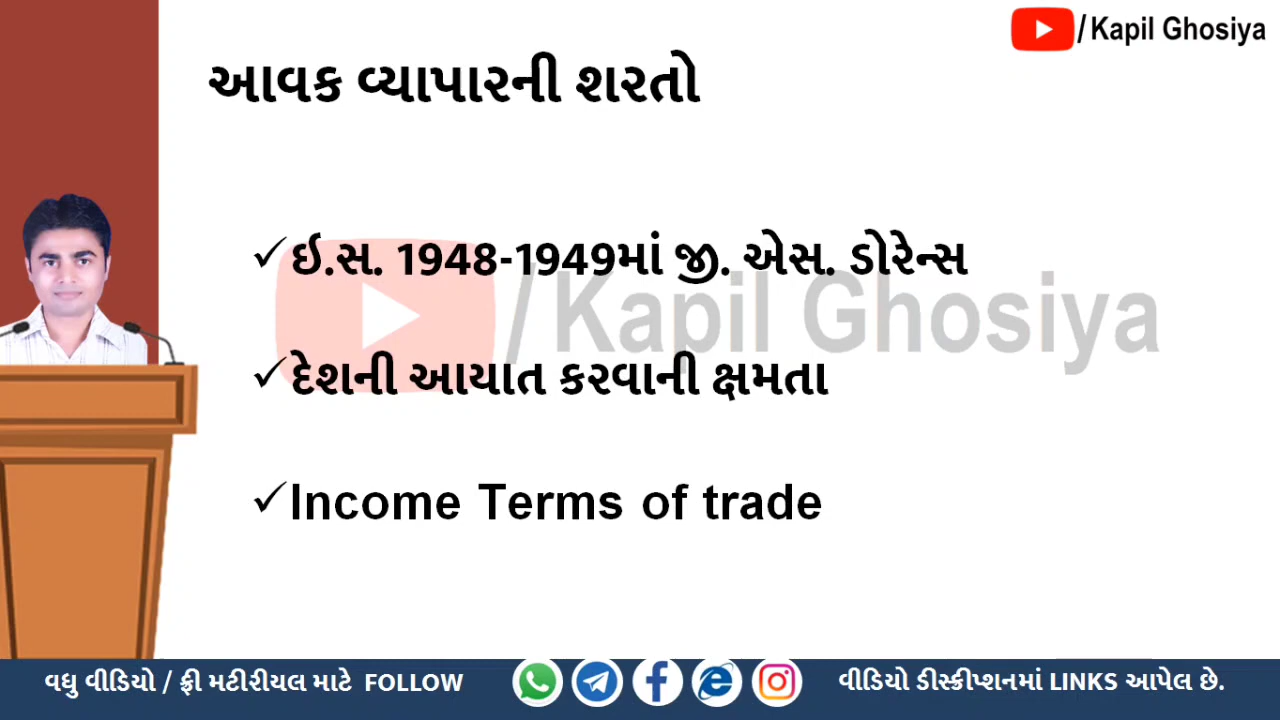 /Kapil Ghosiya
આવક વ્યાપારની શરતો
✓ઈ.સ. 1948-1949માં જી. એસ. ડોરેન્સ
/Kapil Ghosiya
✓દેશની આયાત કરવાની ક્ષમતા
✓Income Terms of trade
વધુ વીડિયો / ફ્રી મટીરીયલ માટે FOLLOW
વીડિયો ડીસ્ક્રીપ્શનમાં LINKS આપેલ છે.